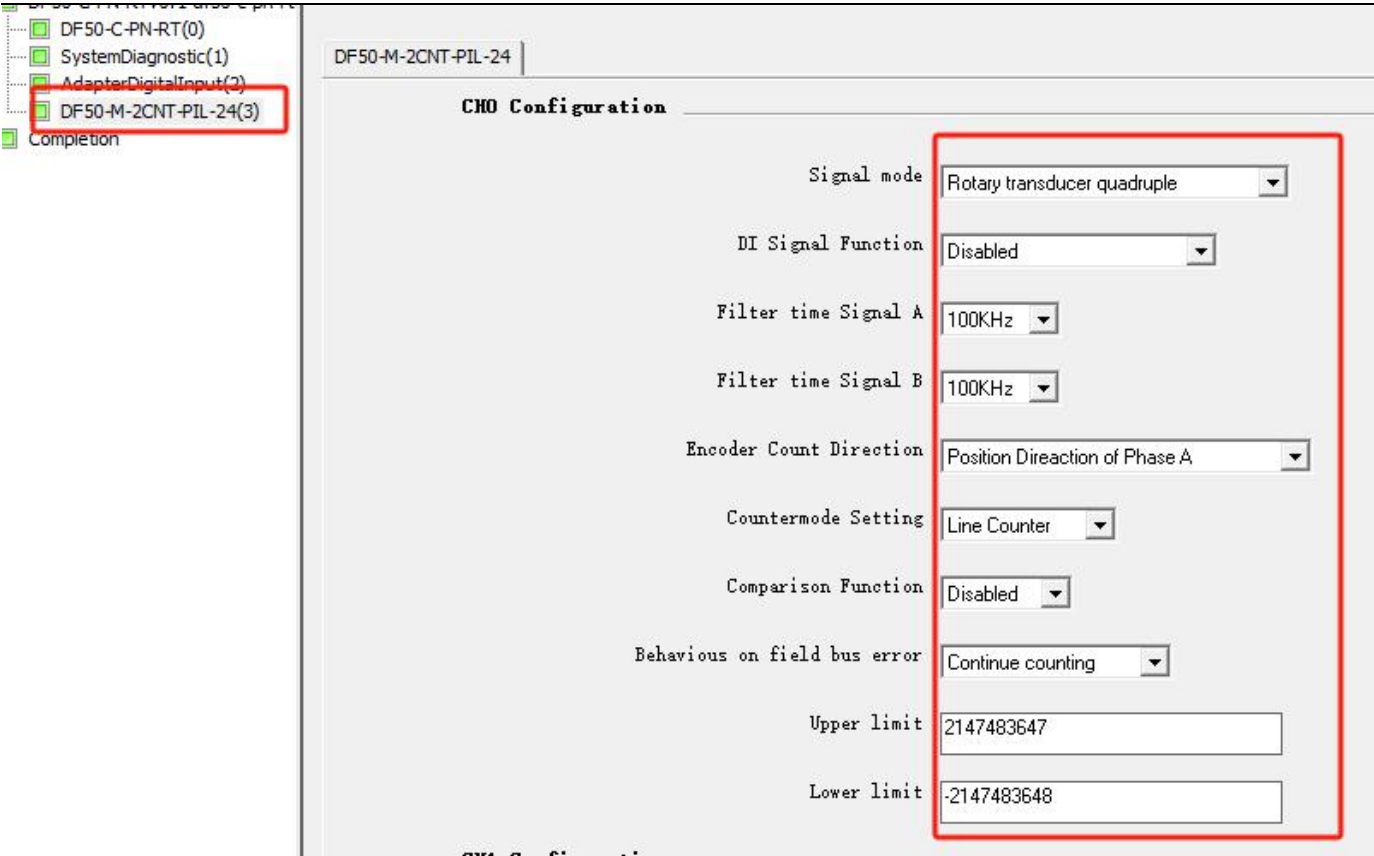 DF50-C-PN-RT(0)
SystemDiagnostic(1)
AdapterDigitalInput(2)
DF50-M-2CNT-PIL-24(3)
Completion
DF50-M-2CNT-PIL-24
CH0 Configuration
Signal mode Rotary transducer quadruple
DI Signal Function Disabled
Filter time Signal A 100KHz
Filter time Signal B 100KHz
Encoder Count Direction Position Direaction of Phase A
Countermode Setting Line Counter
Comparison Function Disabled
Behavious on field bus error Continue counting
Upper limit 2147483647
Lower limit -2147483648